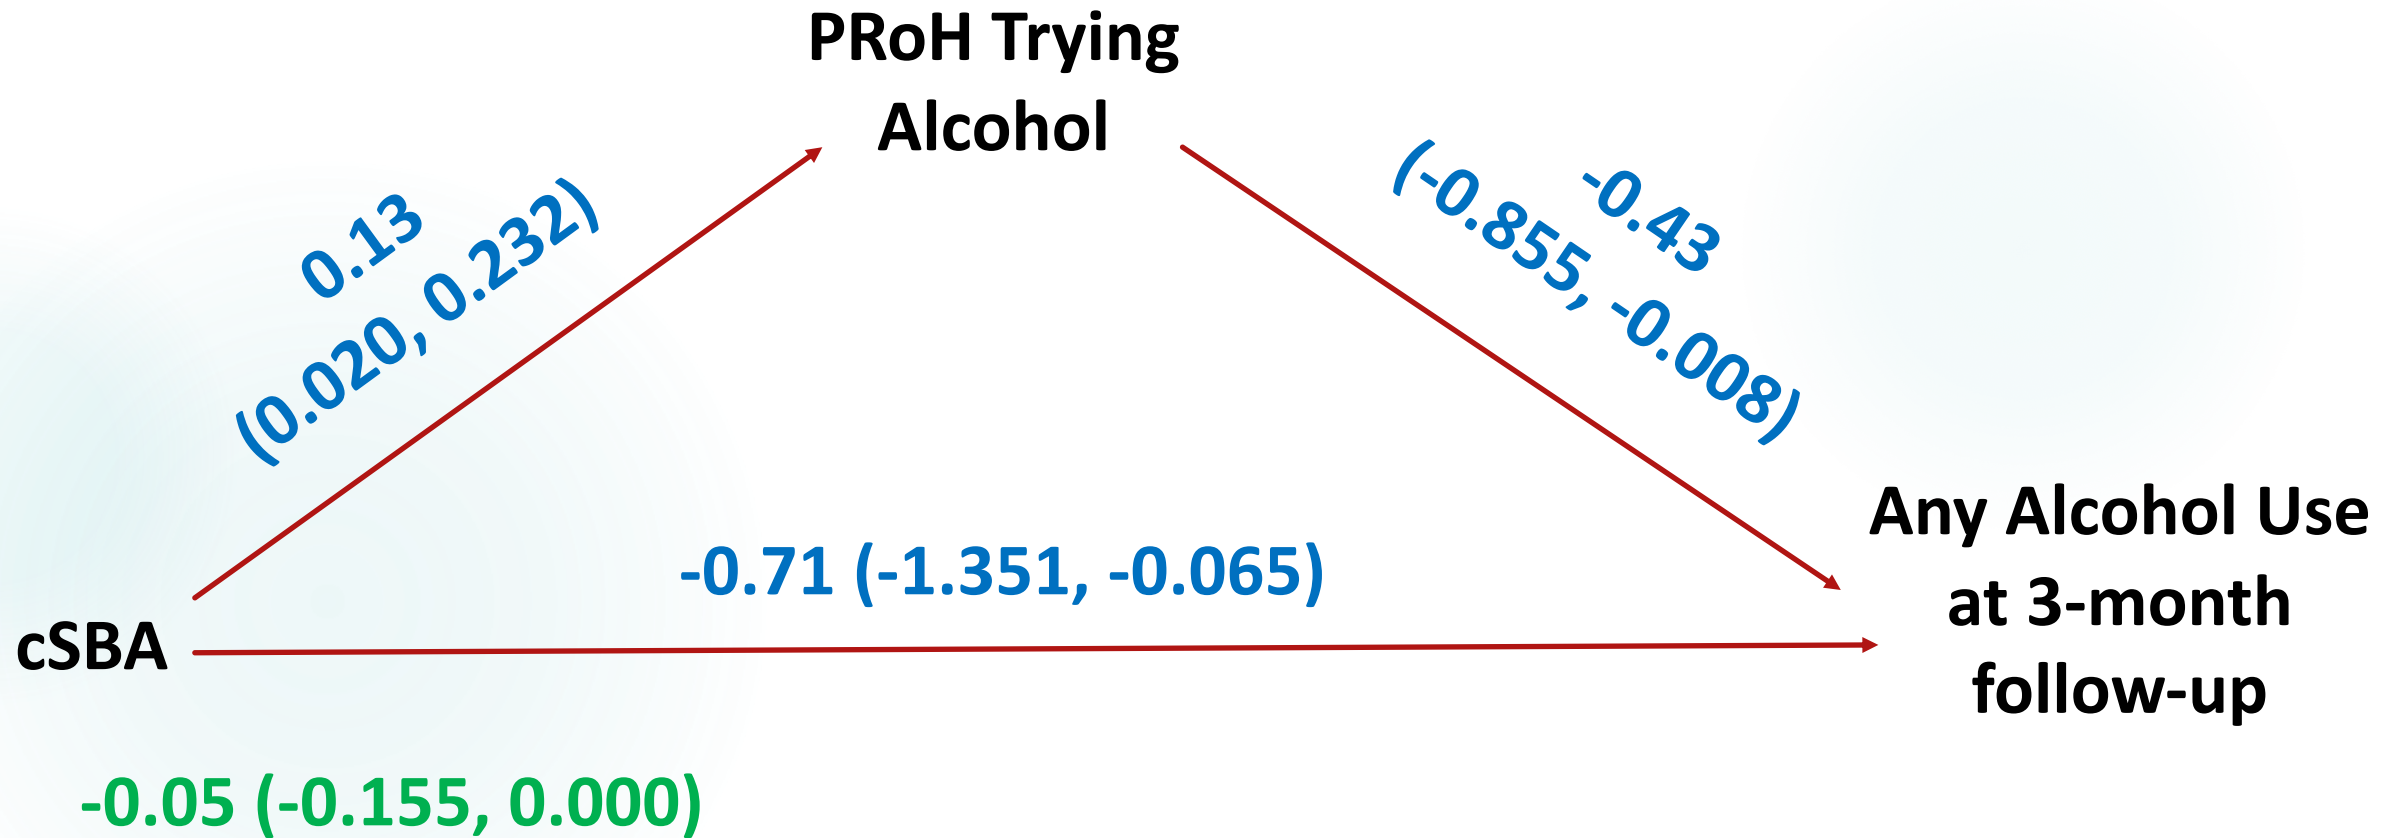 PRoH Trying
Alcohol
0.13
(0.020, 0.232)
-0.43
(-0.855, -0.008)
-0.71 (-1.351, -0.065)
cSBA
Any Alcohol Use
at 3-month
follow-up
-0.05 (-0.155, 0.000)